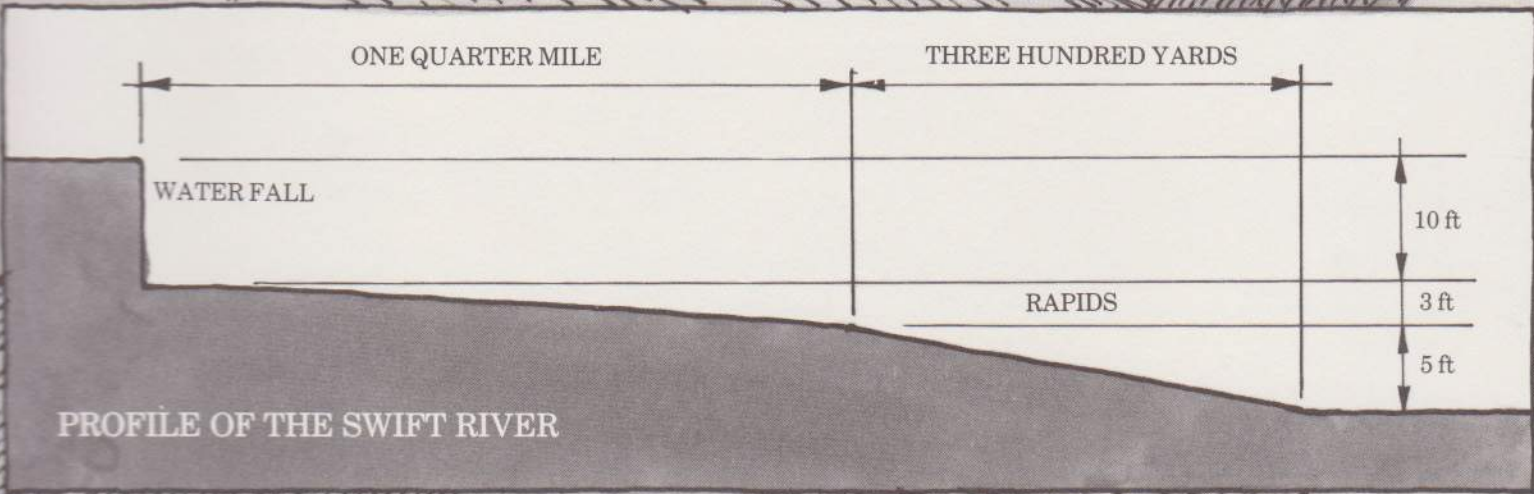 ONE QUARTER MILE
THREE HUNDRED YARDS
WATER FALL
10 ft
RAPIDS
3 ft
5 ft
PROFILE OF THE SWIFT RIVER